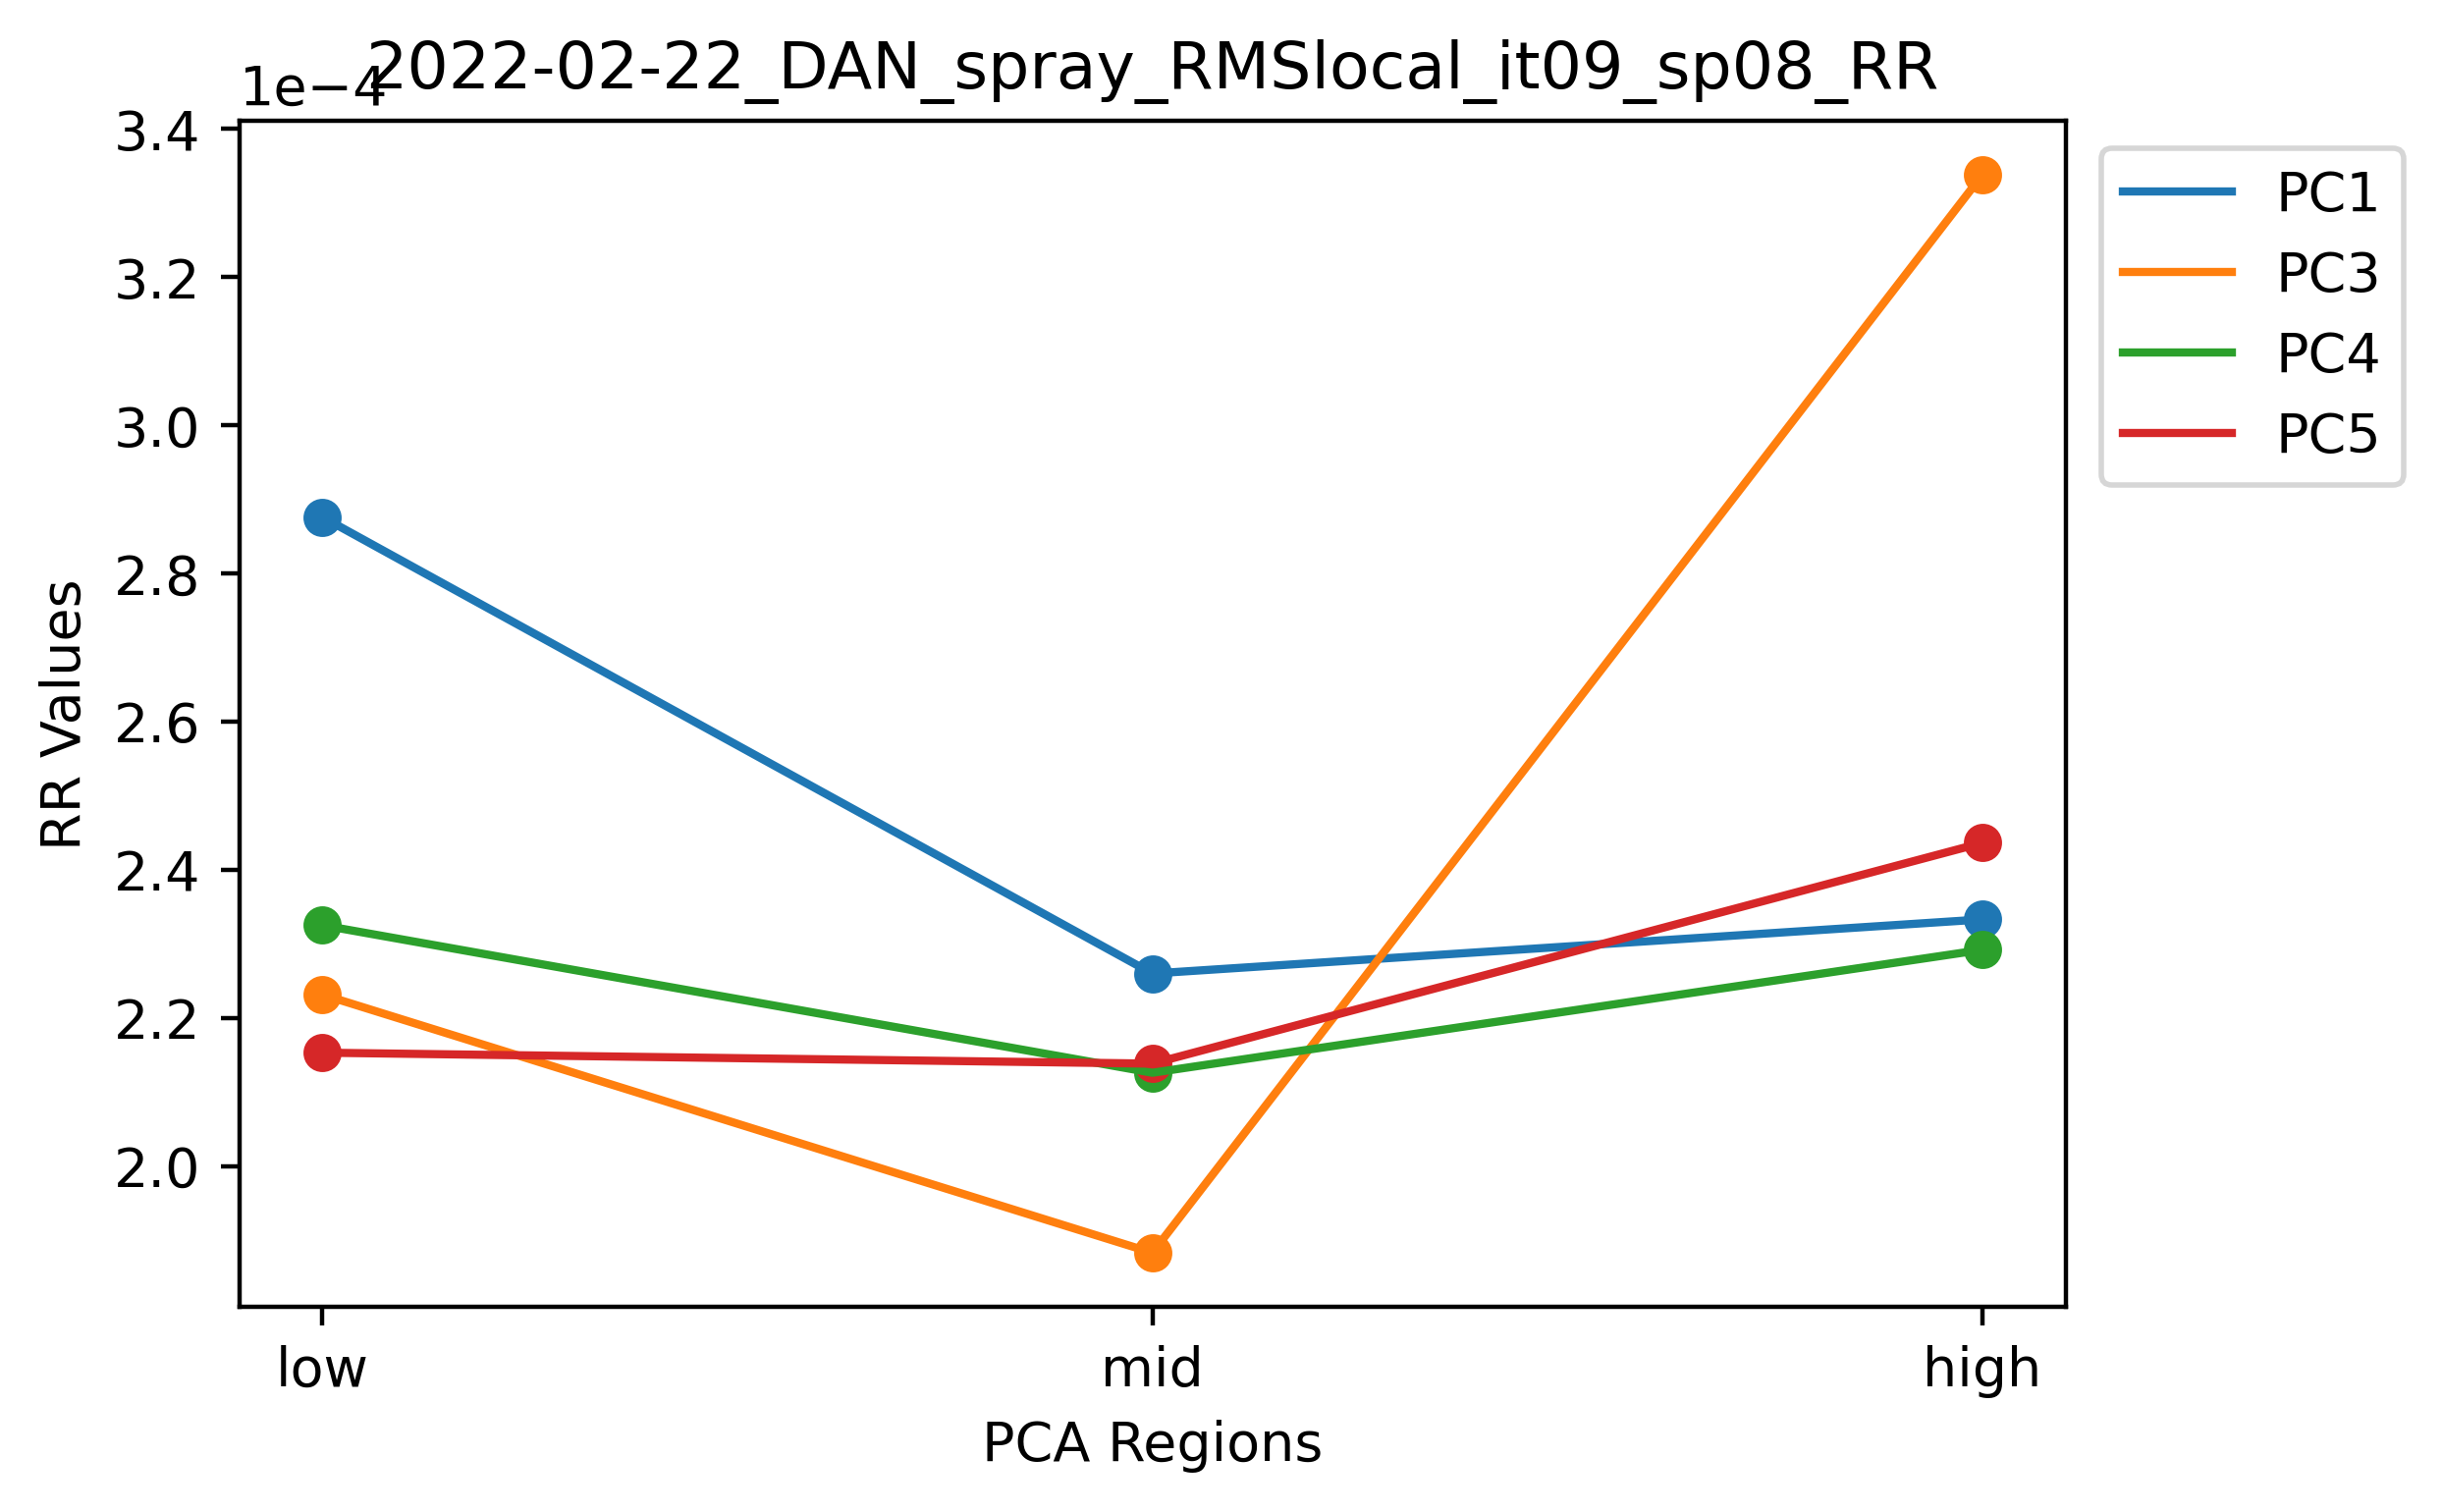 2022-02-22_DAN_spray_RMSlocal_it09_sp08_RR
1e−4
3.4
3.2
3.0
2.8
2.6
2.4
2.2
2.0
RR Values
low
mid
high
PCA Regions
PC1
PC3
PC4
PC5